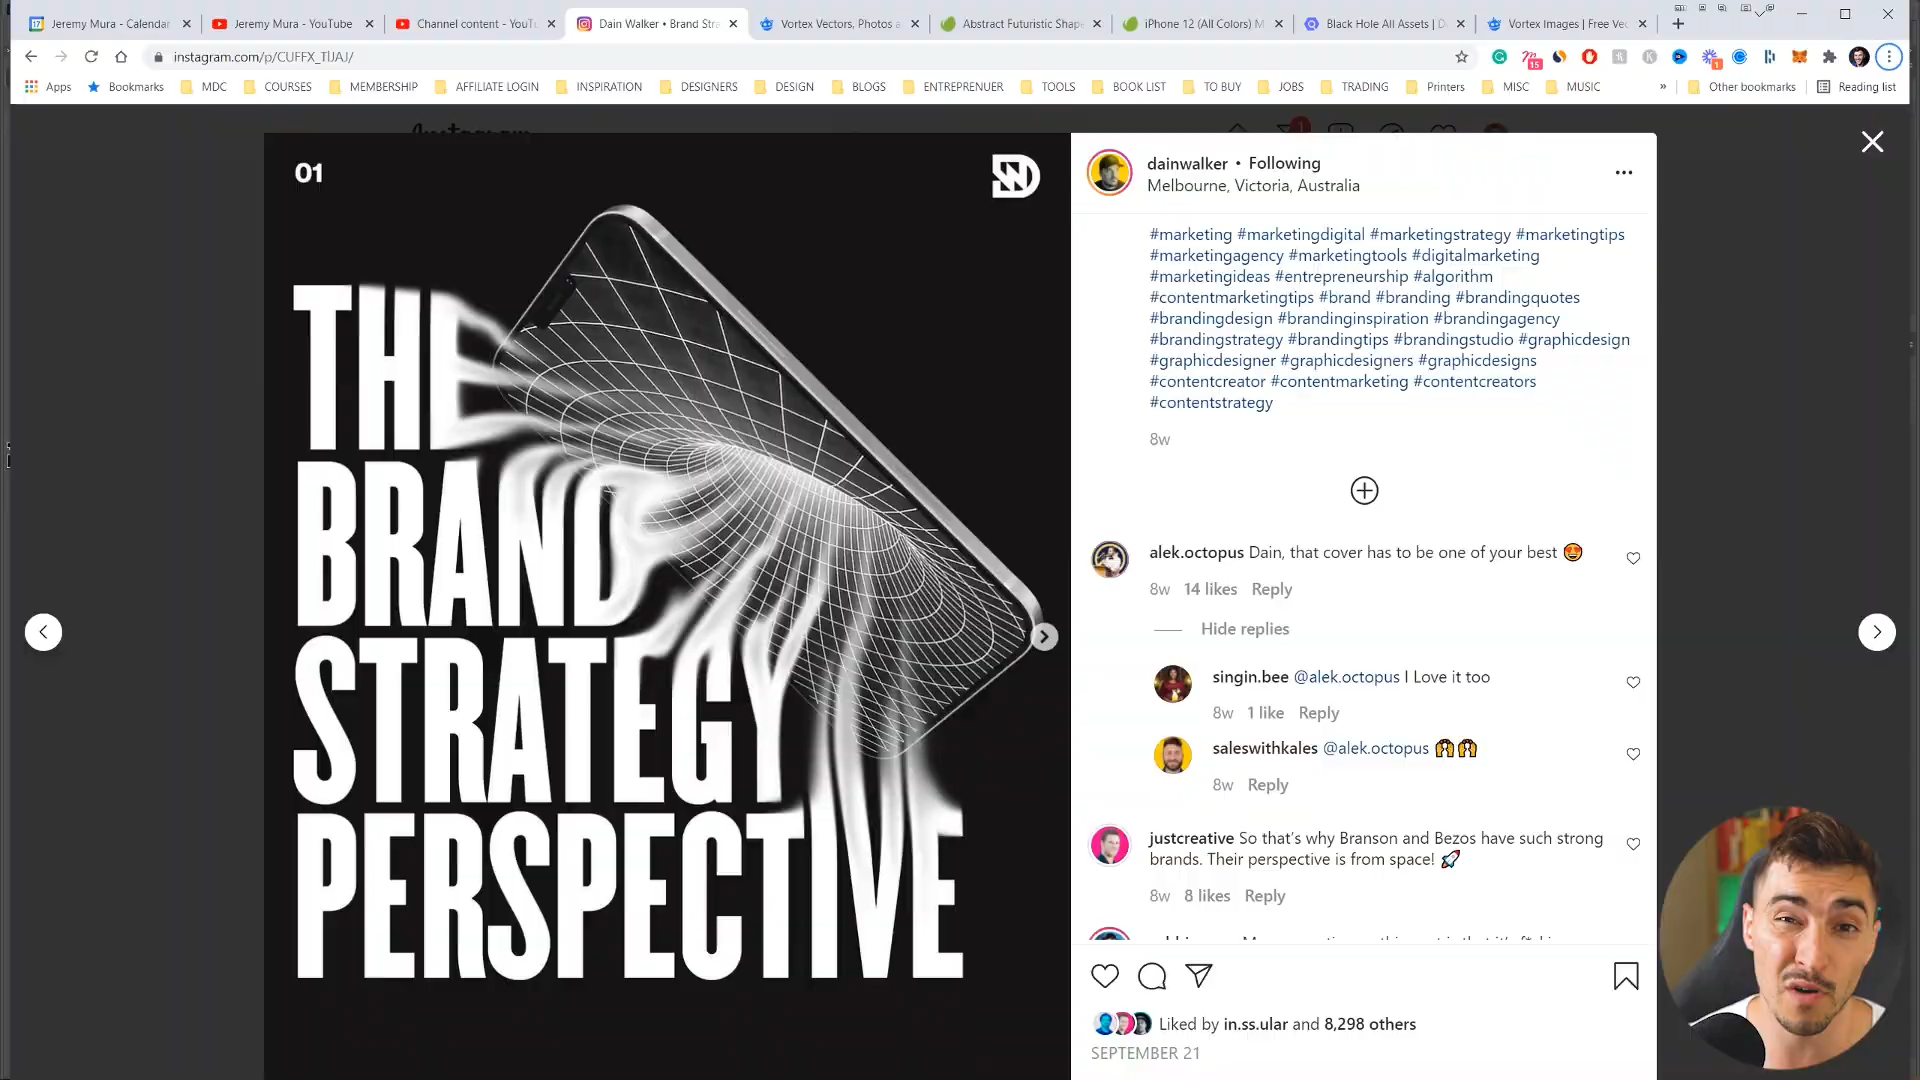 Jeremy Mura - Calendar
Jeremy Mura - YouTube
Channel content - YouTu
Dain Walker • Brand Stra
Vortex Vectors, Photos a
Abstract Futuristic Shape
iPhone 12 (All Colors) M
Black Hole All Assets | D
Vortex Images | Free Vec
instagram.com/p/CUFFX_TlJAJ/
15
1
Apps
Bookmarks
MDC
COURSES
MEMBERSHIP
AFFILIATE LOGIN
INSPIRATION
DESIGNERS
DESIGN
BLOGS
ENTREPRENUER
TOOLS
BOOK LIST
TO BUY
JOBS
TRADING
Printers
MISC
MUSIC
»
Other bookmarks
Reading list
01
THE
BRAND
STRATEGY
PERSPECTIVE
dainwalker • Following
Melbourne, Victoria, Australia
#marketing #marketingdigital #marketingstrategy #marketingtips
#marketingagency #marketingtools #digitalmarketing
#marketingideas #entrepreneurship #algorithm
#contentmarketingtips #brand #branding #brandingquotes
#brandingdesign #brandinginspiration #brandingagency
#brandingstrategy #brandingtips #brandingstudio #graphicdesign
#graphicdesigner #graphicdesigners #graphicdesigns
#contentcreator #contentmarketing #contentcreators
#contentstrategy
8w
alek.octopus Dain, that cover has to be one of your best 😍
8w 14 likes Reply
Hide replies
singin.bee @alek.octopus I Love it too
8w 1 like Reply
saleswithkales @alek.octopus 🙌🙌
8w Reply
justcreative So that's why Branson and Bezos have such strong
brands. Their perspective is from space! 🚀
8w 8 likes Reply
Liked by in.ss.ular and 8,298 others
SEPTEMBER 21